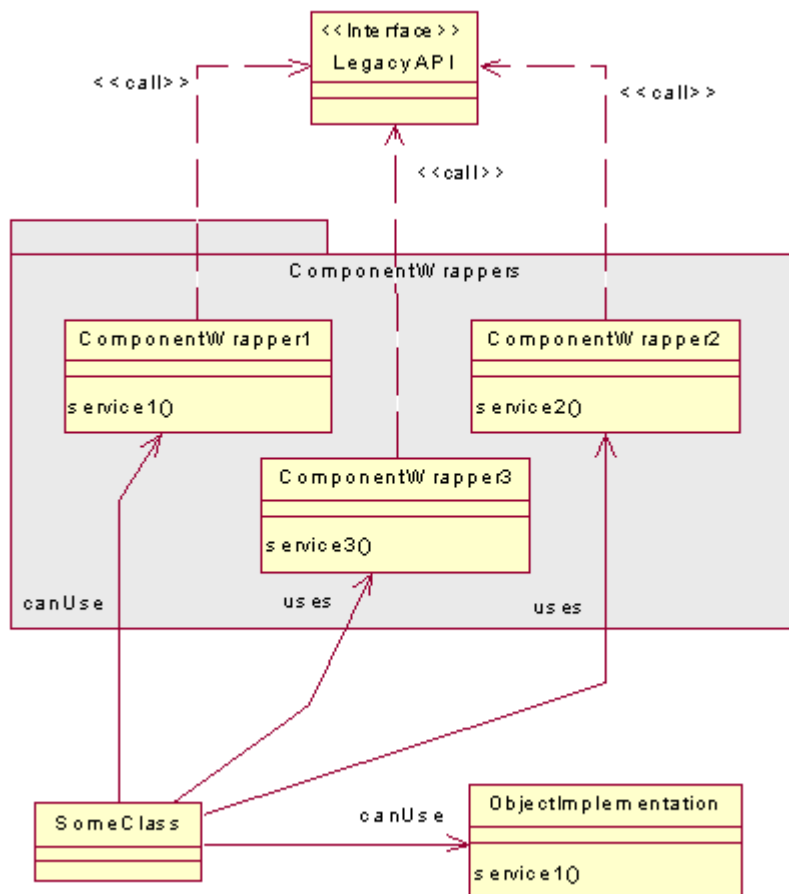 <<Interface>>
LegacyAPI
<<call>>
<<call>>
<<call>>
ComponentWrappers
ComponentWrapper1
service1()
ComponentWrapper2
service2()
ComponentWrapper3
service3()
canUse
uses
uses
SomeClass
canUse
ObjectImplementation
service1()